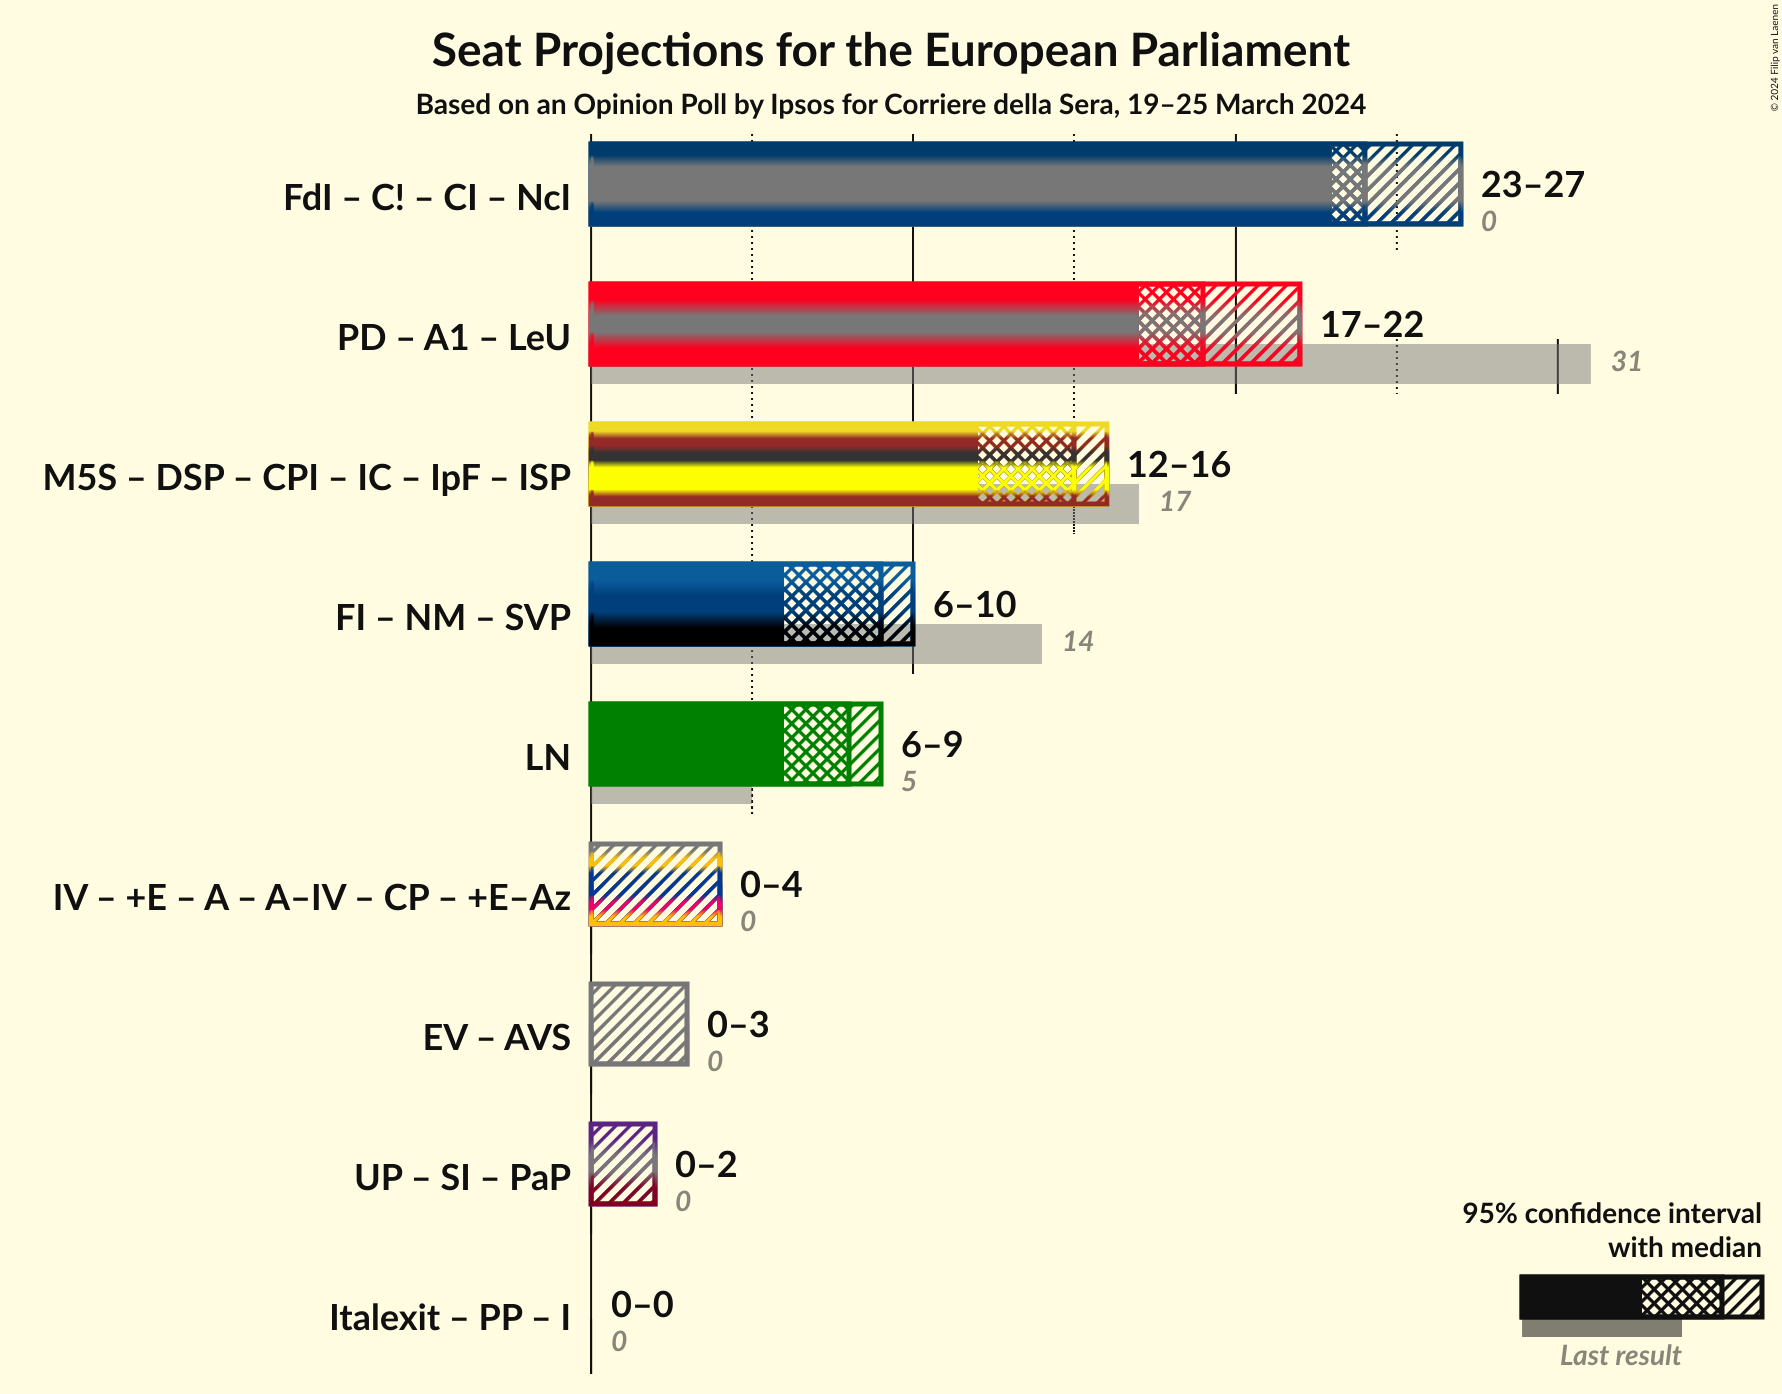 Seat Projections for the European Parliament
Based on an Opinion Poll by Ipsos for Corriere della Sera, 19–25 March 2024
© 2024 Filip van Laenen
FdI – C! – CI – NcI
23–27
0
PD – A1 – LeU
17–22
31
M5S – DSP – CPI – IC – IpF – ISP
12–16
17
FI – NM – SVP
6–10
14
LN
6–9
5
IV – +E – A – A–IV – CP – +E–Az
0–4
0
EV – AVS
0–3
0
UP – SI – PaP
0–2
0
Italexit – PP – I
0–0
0
95% confidence interval
with median
Last result